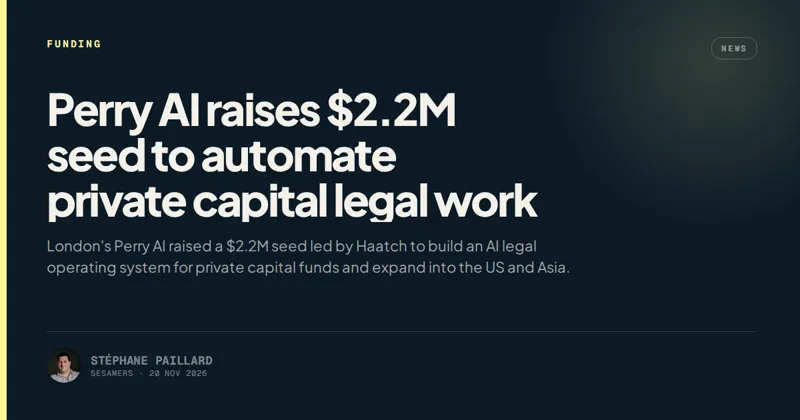 FUNDING
NEWS
Perry AI raises $2.2M
seed to automate
private capital legal work
London's Perry AI raised a $2.2M seed led by Haatch to build an AI legal
operating system for private capital funds and expand into the US and Asia.
STÉPHANE PAILLARD
SESAMERS · 20 NOV 2026